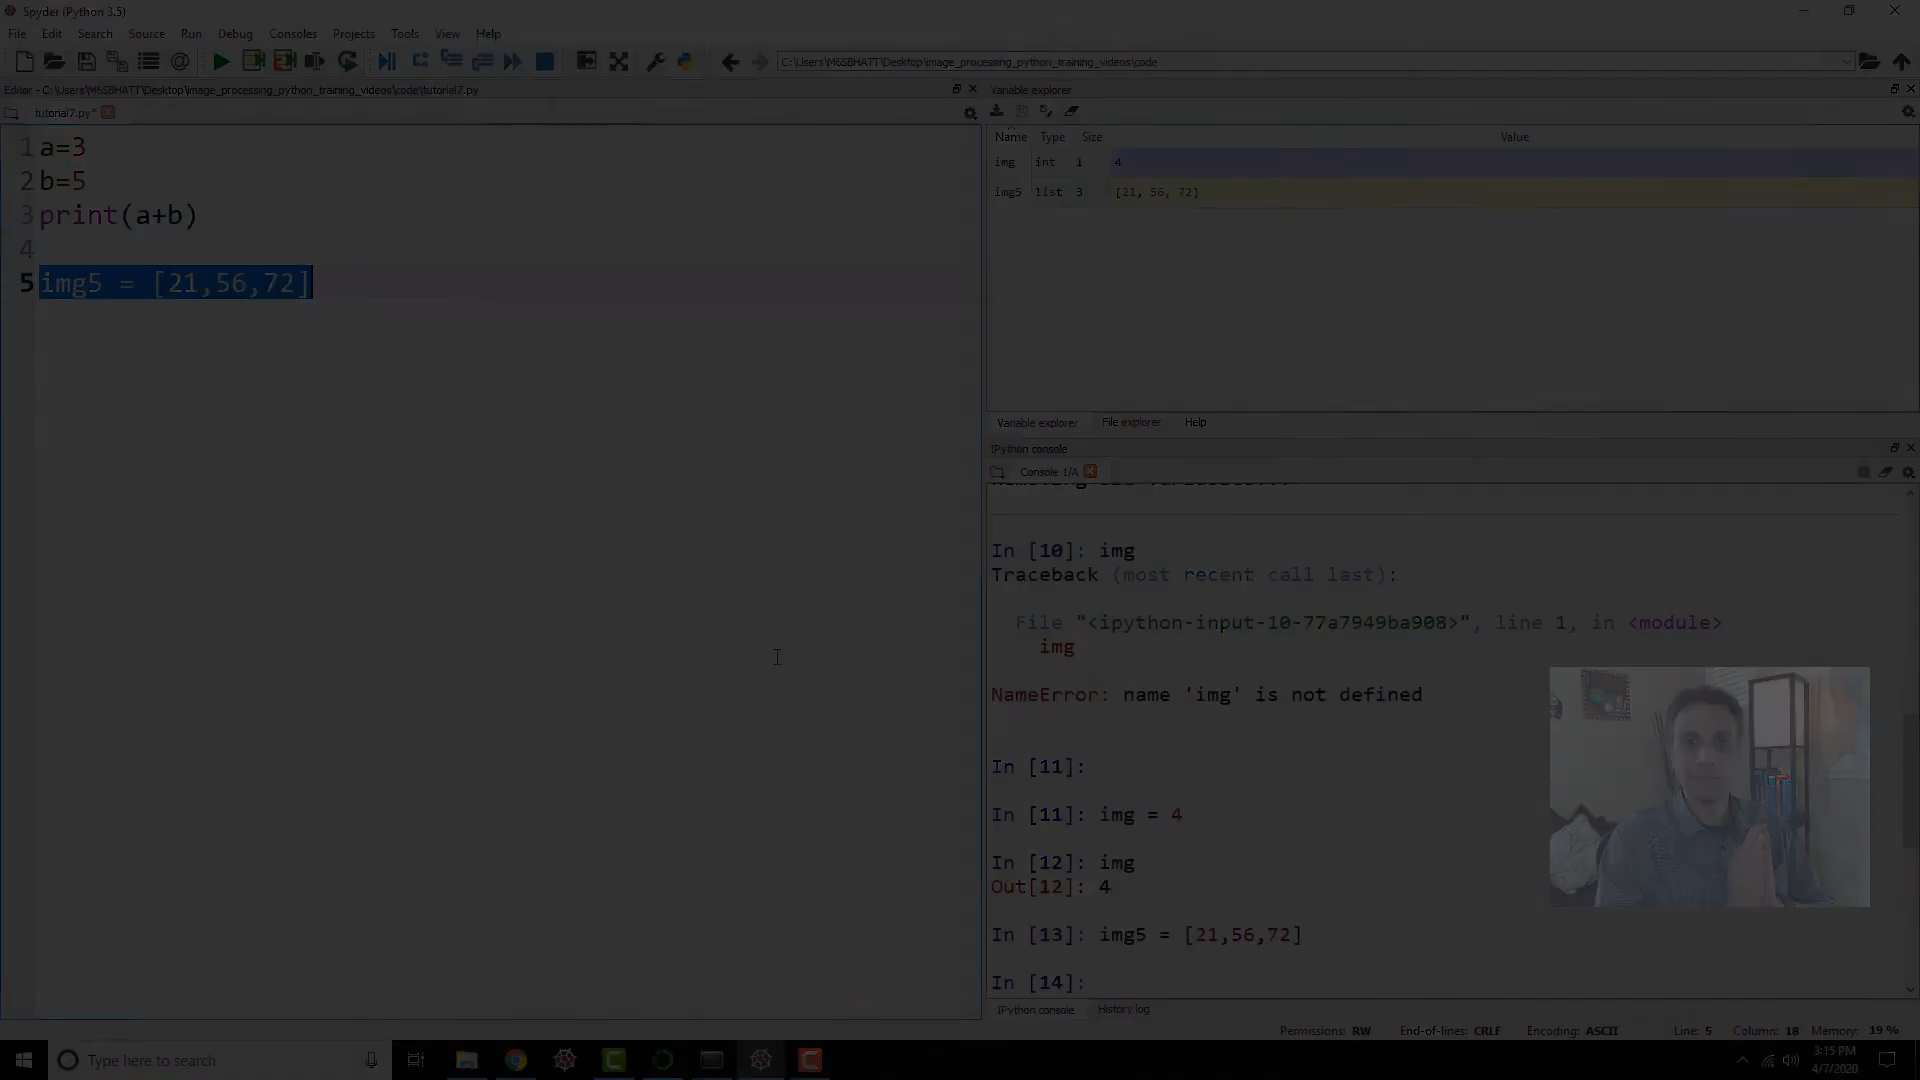 Spyder (Python 3.5)
File Edit Search Source Run Debug Consoles Projects Tools View Help
C:\Users\M6SBHATT\Desktop\image_processing_python_training_videos\code
Editor - C:\Users\M6SBHATT\Desktop\image_processing_python_training_videos\code\tutorial7.py
tutorial7.py*
1 a=3
2 b=5
3 print(a+b)
4
5 img5 = [21,56,72]
Variable explorer
Name Type Size Value
img int 1 4
img5 list 3 [21, 56, 72]
Variable explorer File explorer Help
IPython console
Console 1/A
In [10]: img
Traceback (most recent call last):
File "<ipython-input-10-77a7949ba908>", line 1, in <module>
img
NameError: name 'img' is not defined
In [11]:
In [11]: img = 4
In [12]: img
Out[12]: 4
In [13]: img5 = [21,56,72]
In [14]:
IPython console History log
Permissions: RW End-of-lines: CRLF Encoding: ASCII Line: 5 Column: 18 Memory: 19 %
Type here to search
3:15 PM
4/7/2020